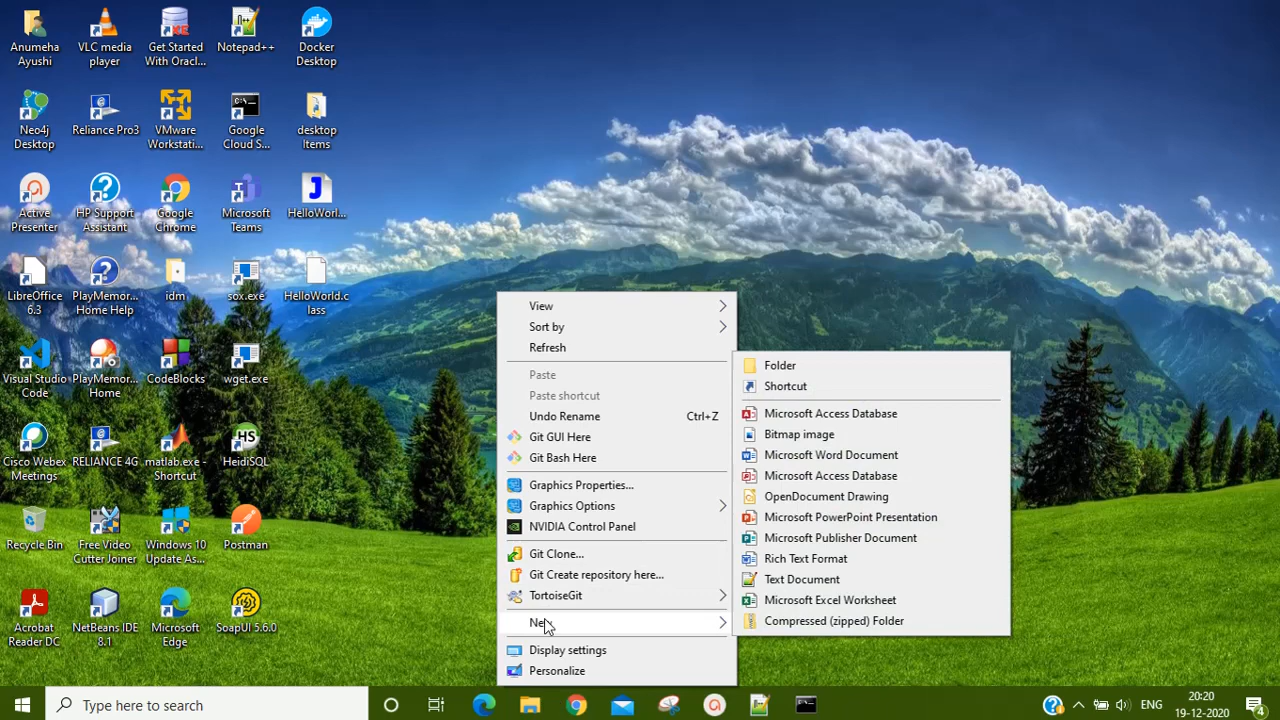 Anumeha
Ayushi
VLC media
player
Get Started
With Oracl...
Notepad++
Docker
Desktop
Neo4j
Desktop
Reliance Pro3
VMware
Workstati...
Google
Cloud S...
desktop
Items
Active
Presenter
HP Support
Assistant
Google
Chrome
Microsoft
Teams
HelloWorl...
LibreOffice
6.3
PlayMemor...
Home Help
idm
sox.exe
HelloWorld.c
lass
Visual Studio
Code
PlayMemor...
Home
CodeBlocks
wget.exe
Cisco Webex
Meetings
RELIANCE 4G
matlab.exe -
Shortcut
HeidiSQL
Recycle Bin
Free Video
Cutter Joiner
Windows 10
Update As...
Postman
Acrobat
Reader DC
NetBeans IDE
8.1
Microsoft
Edge
SoapUI 5.6.0
View
Sort by
Refresh
Paste
Paste shortcut
Undo Rename Ctrl+Z
Git GUI Here
Git Bash Here
Graphics Properties...
Graphics Options
NVIDIA Control Panel
Git Clone...
Git Create repository here...
TortoiseGit
New
Display settings
Personalize
Folder
Shortcut
Microsoft Access Database
Bitmap image
Microsoft Word Document
Microsoft Access Database
OpenDocument Drawing
Microsoft PowerPoint Presentation
Microsoft Publisher Document
Rich Text Format
Text Document
Microsoft Excel Worksheet
Compressed (zipped) Folder
Type here to search
ENG
20:20
19-12-2020
4